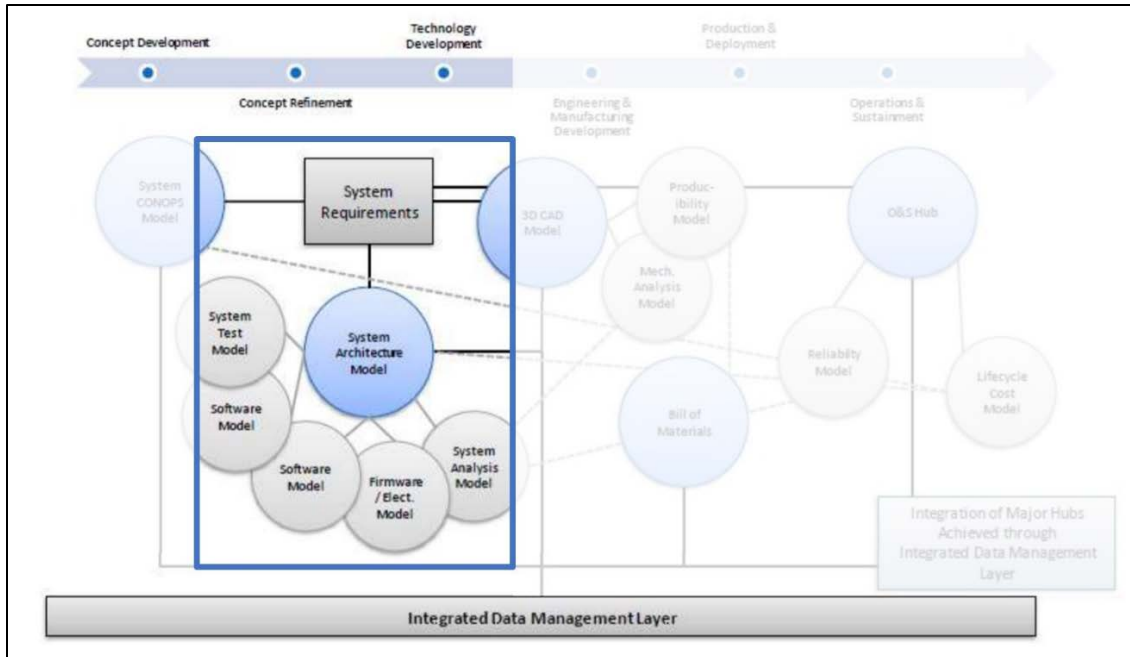 Concept Development
Technology
Development
Production &
Deployment
Concept Refinement
Engineering &
Manufacturing
Development
Operations &
Sustainment
System
CONOPS
Model
System
Requirements
3D CAD
Model
Produc-
ibility
Model
O&S Hub
Mech.
Analysis
Model
System
Test
Model
System
Architecture
Model
Reliablity
Model
Lifecycle
Cost
Model
Software
Model
Bill of
Materials
Software
Model
Firmware
/ Elect.
Model
System
Analysis
Model
Integration of Major Hubs
Achieved through
Integrated Data Management
Layer
Integrated Data Management Layer